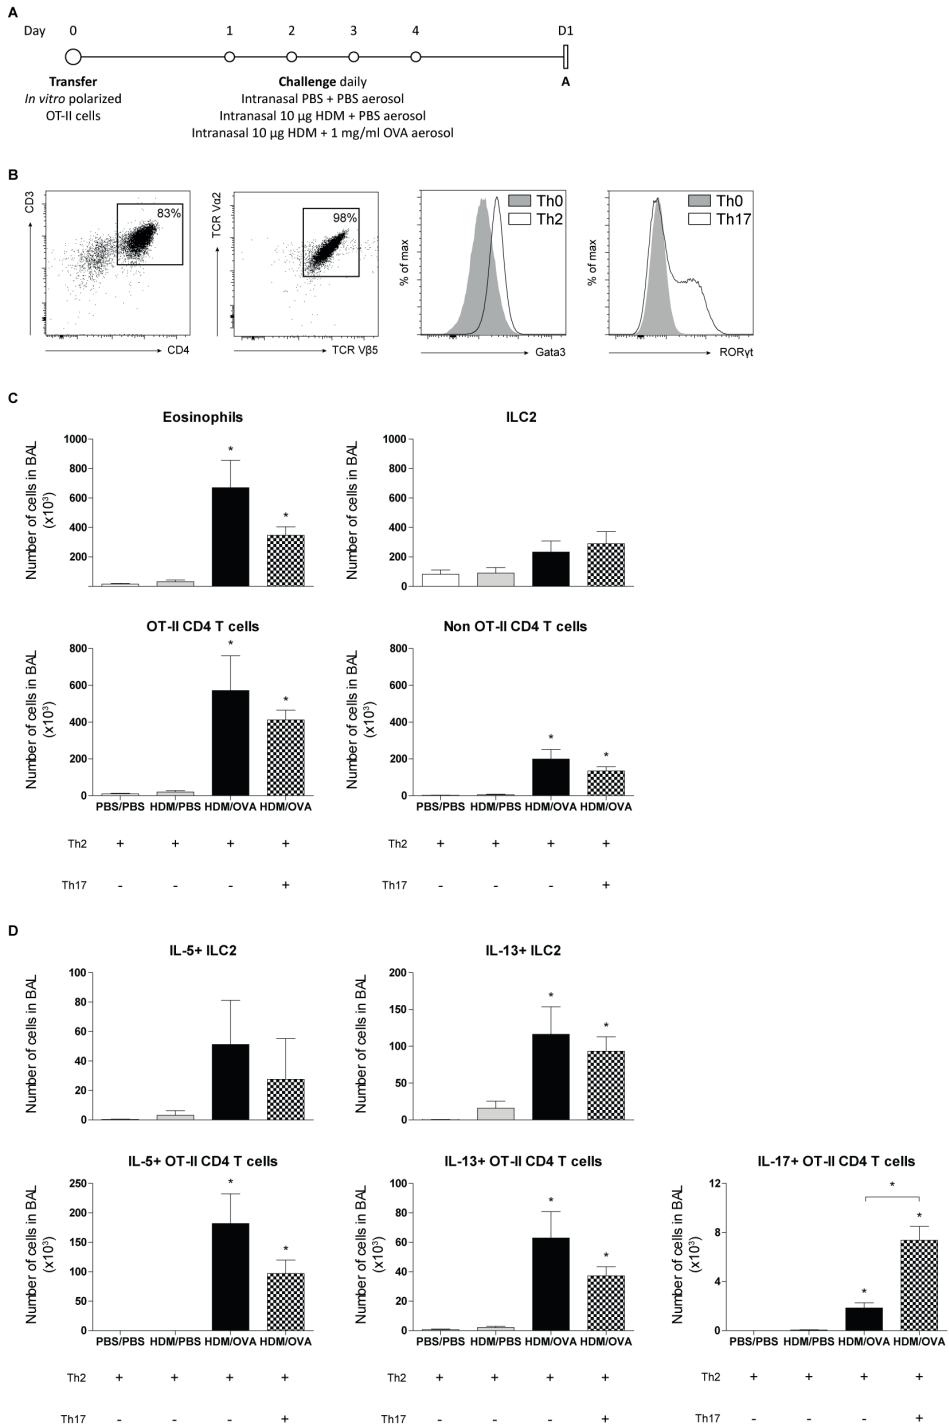 A
Day 0 1 2 3 4 D1
Transfer
In vitro polarized
OT-II cells
Challenge daily
Intranasal PBS + PBS aerosol
Intranasal 10 µg HDM + PBS aerosol
Intranasal 10 µg HDM + 1 mg/ml OVA aerosol
A
B
CD3
83%
CD4
TCR Vα2
98%
TCR Vβ5
% of max
Th0
Th2
Gata3
% of max
Th0
Th17
RORγt
C
Eosinophils
Number of cells in BAL
(x10³)
1000
800
600
400
200
*
*
ILC2
Number of cells in BAL
(x10³)
1000
800
600
400
200
0
OT-II CD4 T cells
Number of cells in BAL
(x10³)
800
600
400
200
0
*
*
PBS/PBS HDM/PBS HDM/OVA HDM/OVA
Th2 + + + +
Th17 - - - +
Non OT-II CD4 T cells
Number of cells in BAL
(x10³)
800
600
400
200
0
*
*
PBS/PBS HDM/PBS HDM/OVA HDM/OVA
+ + + +
- - - +
D
IL-5+ ILC2
Number of cells in BAL
100
80
60
40
20
0
IL-13+ ILC2
Number of cells in BAL
200
150
100
50
0
*
*
IL-5+ OT-II CD4 T cells
Number of cells in BAL
(x10³)
250
200
150
100
50
0
*
*
PBS/PBS HDM/PBS HDM/OVA HDM/OVA
Th2 + + + +
Th17 - - - +
IL-13+ OT-II CD4 T cells
Number of cells in BAL
(x10³)
100
80
60
40
20
0
*
*
PBS/PBS HDM/PBS HDM/OVA HDM/OVA
+ + + +
- - - +
IL-17+ OT-II CD4 T cells
Number of cells in BAL
(x10³)
12
8
4
0
*
*
*
PBS/PBS HDM/PBS HDM/OVA HDM/OVA
Th2 + + + +
Th17 - - - +